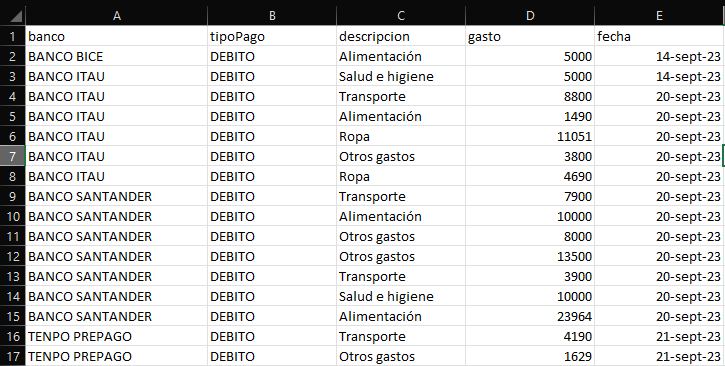 A B C D E
1 banco tipoPago descripcion gasto fecha
2 BANCO BICE DEBITO Alimentación 5000 14-sept-23
3 BANCO ITAU DEBITO Salud e higiene 5000 14-sept-23
4 BANCO ITAU DEBITO Transporte 8800 20-sept-23
5 BANCO ITAU DEBITO Alimentación 1490 20-sept-23
6 BANCO ITAU DEBITO Ropa 11051 20-sept-23
7 BANCO ITAU DEBITO Otros gastos 3800 20-sept-23
8 BANCO ITAU DEBITO Ropa 4690 20-sept-23
9 BANCO SANTANDER DEBITO Transporte 7900 20-sept-23
10 BANCO SANTANDER DEBITO Alimentación 10000 20-sept-23
11 BANCO SANTANDER DEBITO Otros gastos 8000 20-sept-23
12 BANCO SANTANDER DEBITO Otros gastos 13500 20-sept-23
13 BANCO SANTANDER DEBITO Transporte 3900 20-sept-23
14 BANCO SANTANDER DEBITO Salud e higiene 10000 20-sept-23
15 BANCO SANTANDER DEBITO Alimentación 23964 20-sept-23
16 TENPO PREPAGO DEBITO Transporte 4190 21-sept-23
17 TENPO PREPAGO DEBITO Otros gastos 1629 21-sept-23